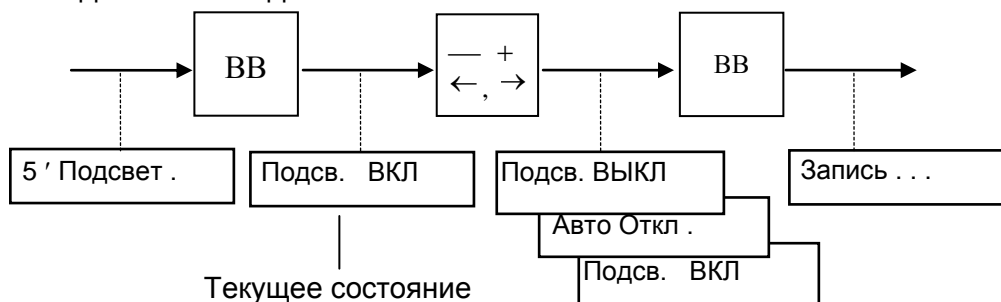 ВВ
— +
← , →
ВВ
5 ′ Подсвет .
Подсв. ВКЛ
Подсв. ВЫКЛ
Запись . . .
Авто Откл .
Подсв. ВКЛ
Текущее состояние